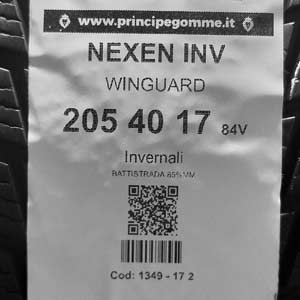 www.principegomme.it
NEXEN INV
WINGUARD
205 40 17 84V
Invernali
BATTISTRADA 85%MM
Cod: 1349 - 17 2